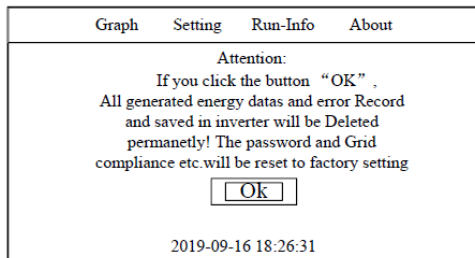 Graph Setting Run-Info About
Attention:
If you click the button “OK”,
All generated energy datas and error Record
and saved in inverter will be Deleted
permanetly! The password and Grid
compliance etc.will be reset to factory setting
Ok
2019-09-16 18:26:31